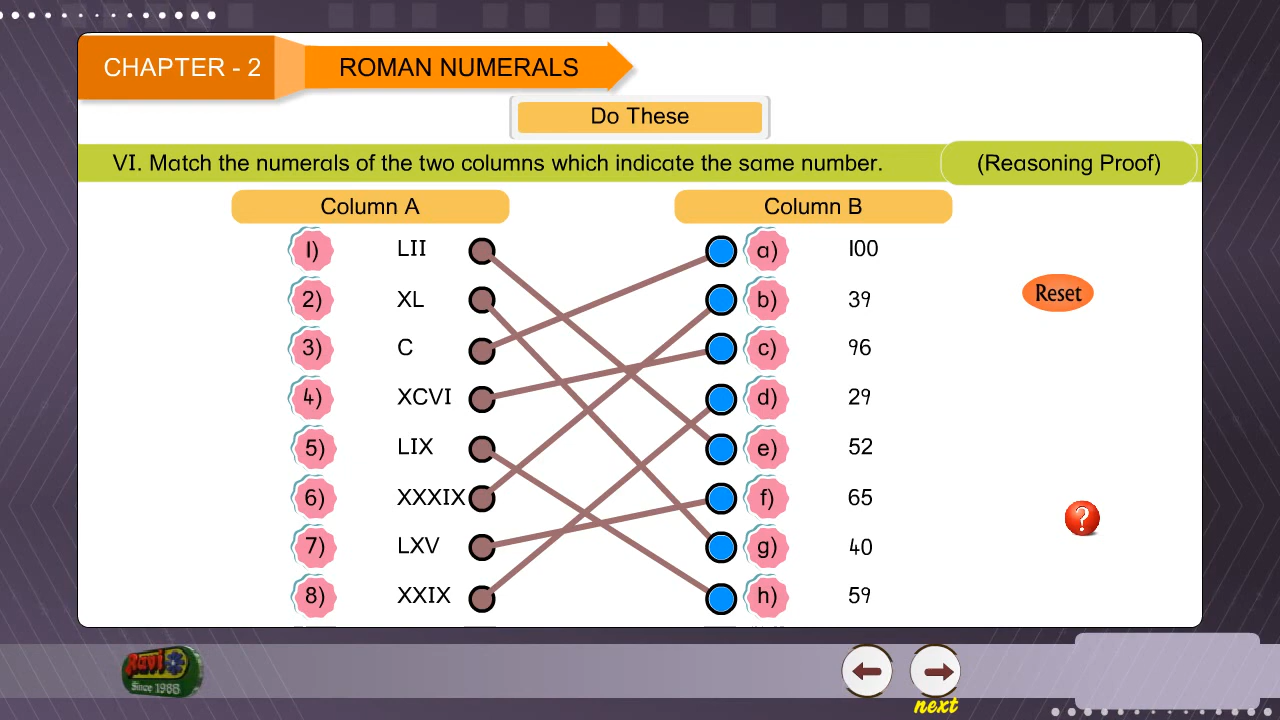 CHAPTER - 2
ROMAN NUMERALS
Do These
VI. Match the numerals of the two columns which indicate the same number.
(Reasoning Proof)
Column A
Column B
1) LII a) 100
2) XL b) 39
3) C c) 96
4) XCVI d) 29
5) LIX e) 52
6) XXXIX f) 65
7) LXV g) 40
8) XXIX h) 59
Reset
?
Ravi
Since 1988
next